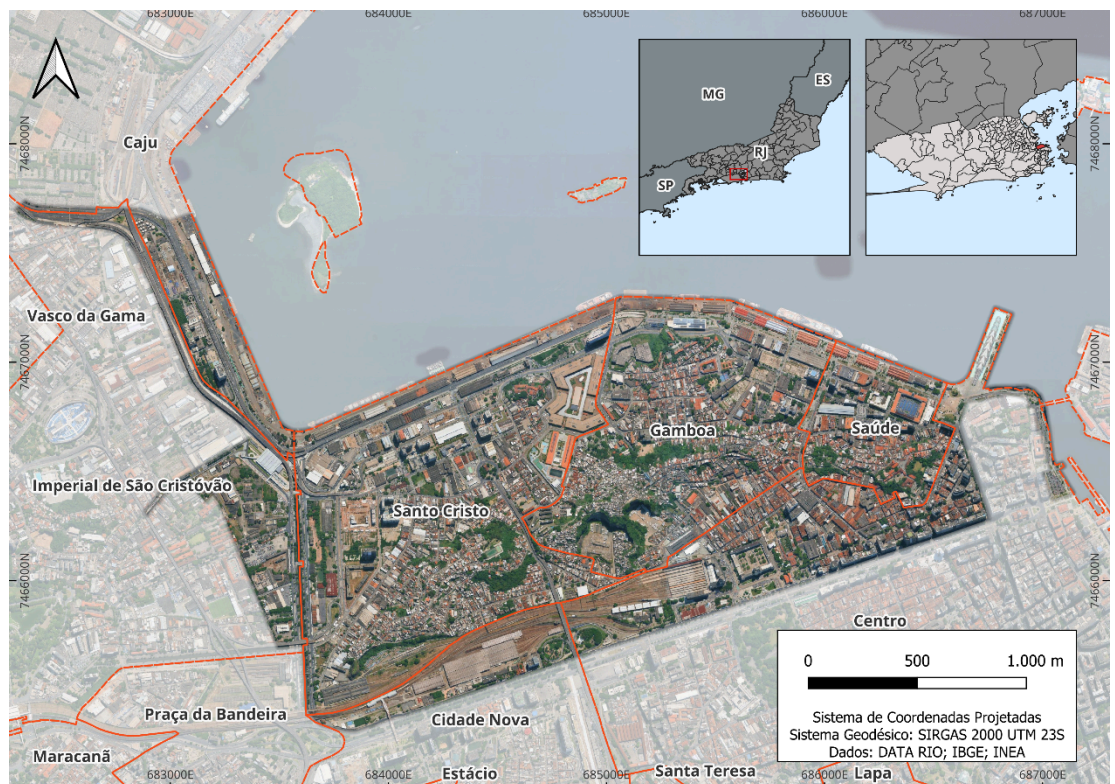 683000E
684000E
685000E
686000E
687000E
MG
ES
RJ
SP
7468000N
7468000N
Caju
Vasco da Gama
7467000N
7467000N
Gamboa
Saúde
Imperial de São Cristóvão
Santo Cristo
7466000N
7466000N
Centro
0 500 1.000 m
Sistema de Coordenadas Projetadas
Sistema Geodésico: SIRGAS 2000 UTM 23S
Dados: DATA RIO; IBGE; INEA
Praça da Bandeira
Cidade Nova
Maracanã
Estácio
Santa Teresa
Lapa
683000E
684000E
685000E
686000E
687000E